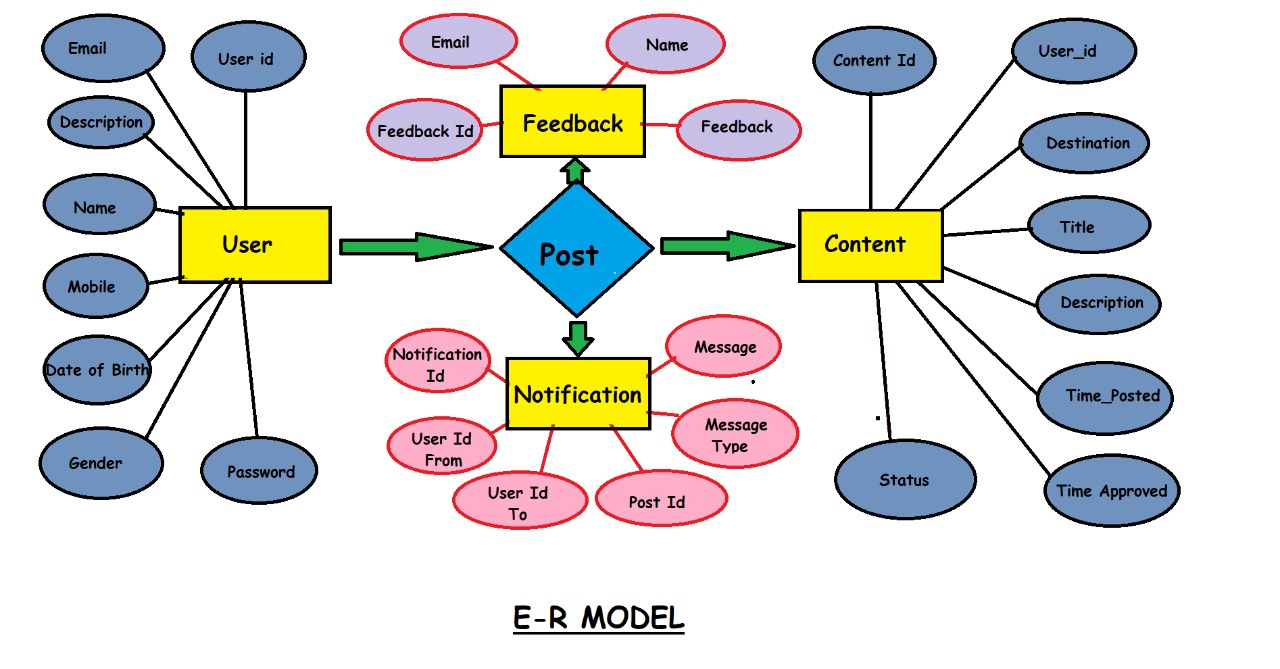 Email
User id
Description
Name
User
Mobile
Date of Birth
Gender
Password
Email
Name
Feedback Id
Feedback
Feedback
Post
Notification
Id
Message
Notification
User Id
From
Message
Type
User Id
To
Post Id
Content Id
User_id
Destination
Title
Content
Description
Time_Posted
Status
Time Approved
E-R MODEL